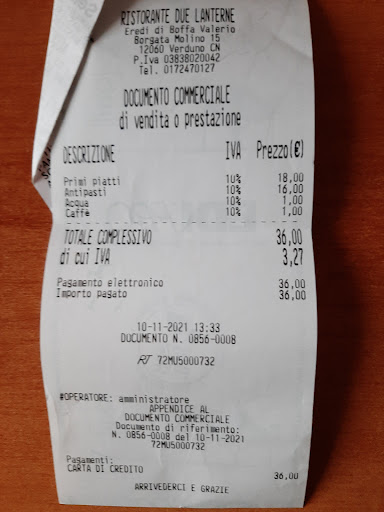 RISTORANTE DUE LANTERNE
Eredi di Boffa Valerio
Borgata Molino 15
12060 Verduno CN
P.Iva 03838020042
Tel. 0172470127
DOCUMENTO COMMERCIALE
di vendita o prestazione
DESCRIZIONE IVA Prezzo(€)
Primi piatti 10% 18,00
Antipasti 10% 16,00
Acqua 10% 1,00
Caffè 10% 1,00
TOTALE COMPLESSIVO 36,00
di cui IVA 3,27
Pagamento elettronico 36,00
Importo pagato 36,00
10-11-2021 13:33
DOCUMENTO N. 0856-0008
RT 72MU5000732
#OPERATORE: amministratore
APPENDICE AL
DOCUMENTO COMMERCIALE
Documento di riferimento:
N. 0856-0008 del 10-11-2021
72MU5000732
Pagamenti:
CARTA DI CREDITO 36,00
ARRIVEDERCI E GRAZIE